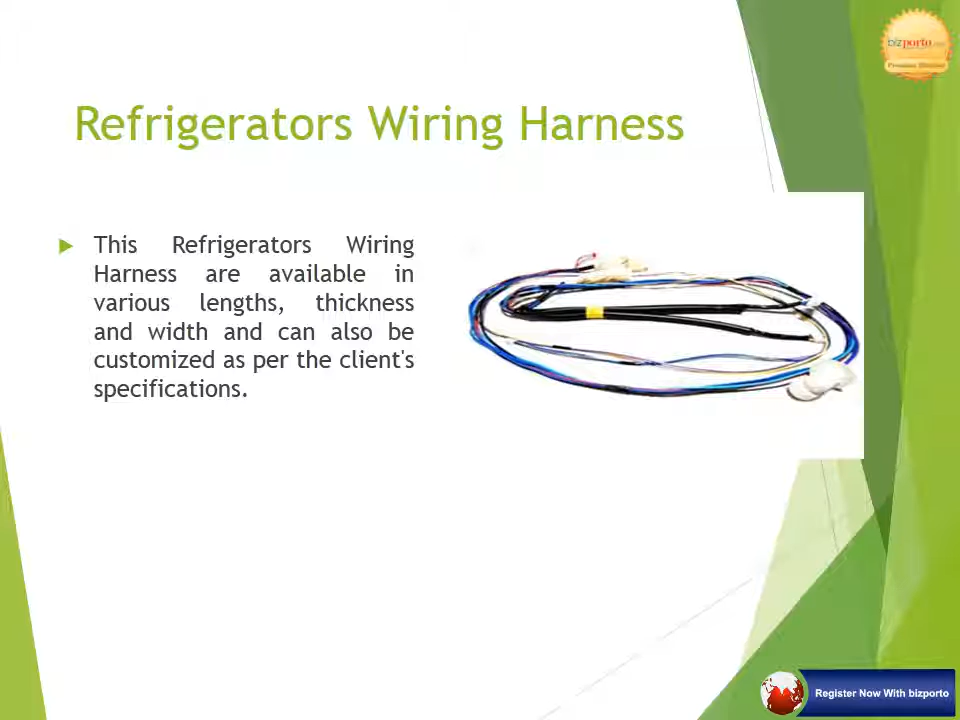 bizporto
Refrigerators Wiring Harness
This Refrigerators Wiring
Harness are available in
various lengths, thickness
and width and can also be
customized as per the client's
specifications.
Register Now With bizporto